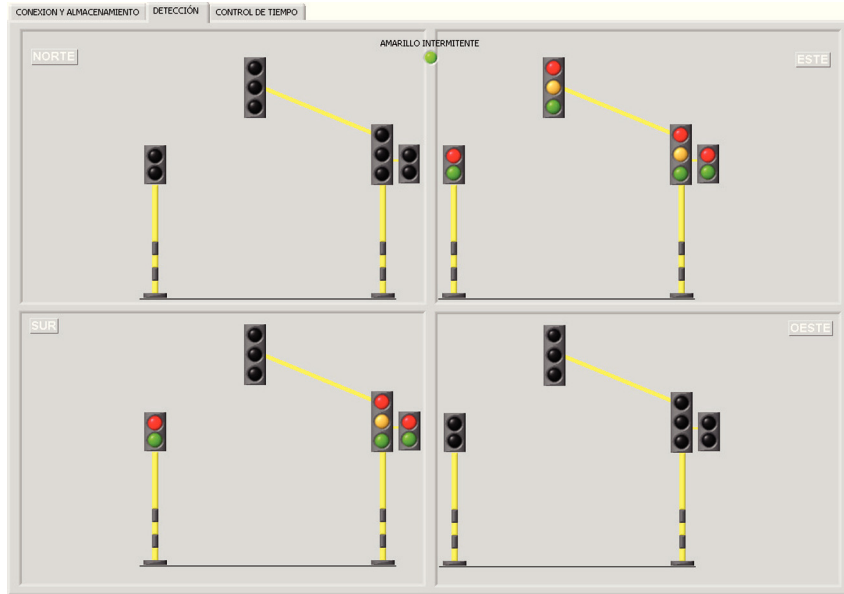 CONEXION Y ALMACENAMIENTO
DETECCIÓN
CONTROL DE TIEMPO
AMARILLO INTERMITENTE
NORTE
ESTE
SUR
OESTE